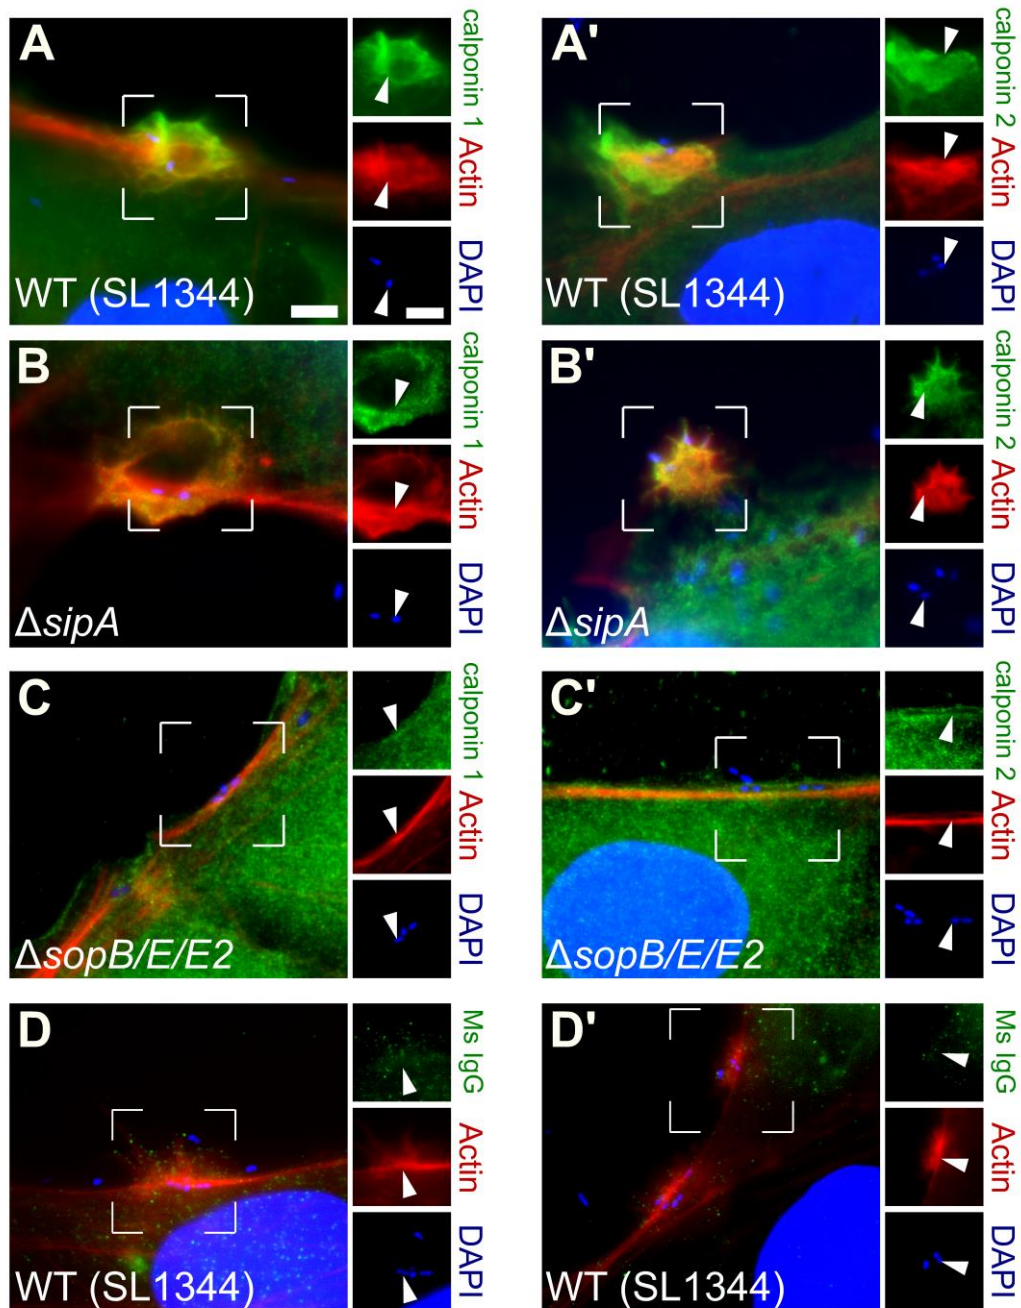 A
calponin 1
Actin
DAPI
WT (SL1344)
A'
calponin 2
Actin
DAPI
WT (SL1344)
B
calponin 1
Actin
DAPI
ΔsipA
B'
calponin 2
Actin
DAPI
ΔsipA
C
calponin 1
Actin
DAPI
ΔsopB/E/E2
C'
calponin 2
Actin
DAPI
ΔsopB/E/E2
D
Ms IgG
Actin
DAPI
WT (SL1344)
D'
Ms IgG
Actin
DAPI
WT (SL1344)